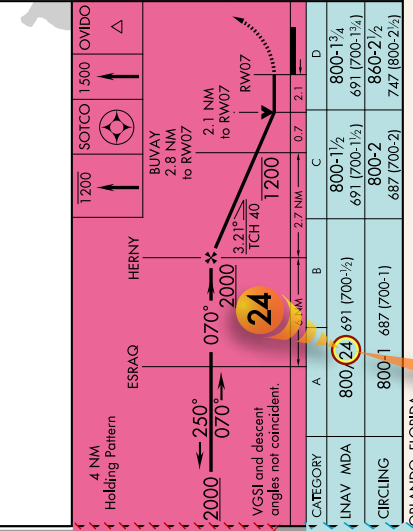 4 NM
Holding Pattern
1200
SOTCO
1500
OVIDO
4
ESRAQ
HERNY
BUVAY
2.8 NM
to RW07
2.1 NM
to RW07
RW07
2000
250°
070°
070°
2000
3.21°
TCH 40
1200
VGSI and descent
angles not coincident.
24
NM
2.7 NM
0.7
2.1
CATEGORY
A
B
C
D
LNAV MDA
800/24 691 (700-½)
800-1½
691 (700-1½)
800-1¾
691 (700-1¾)
CIRCLING
800-1 687 (700-1)
800-2
687 (700-2)
860-2½
747 (800-2½)